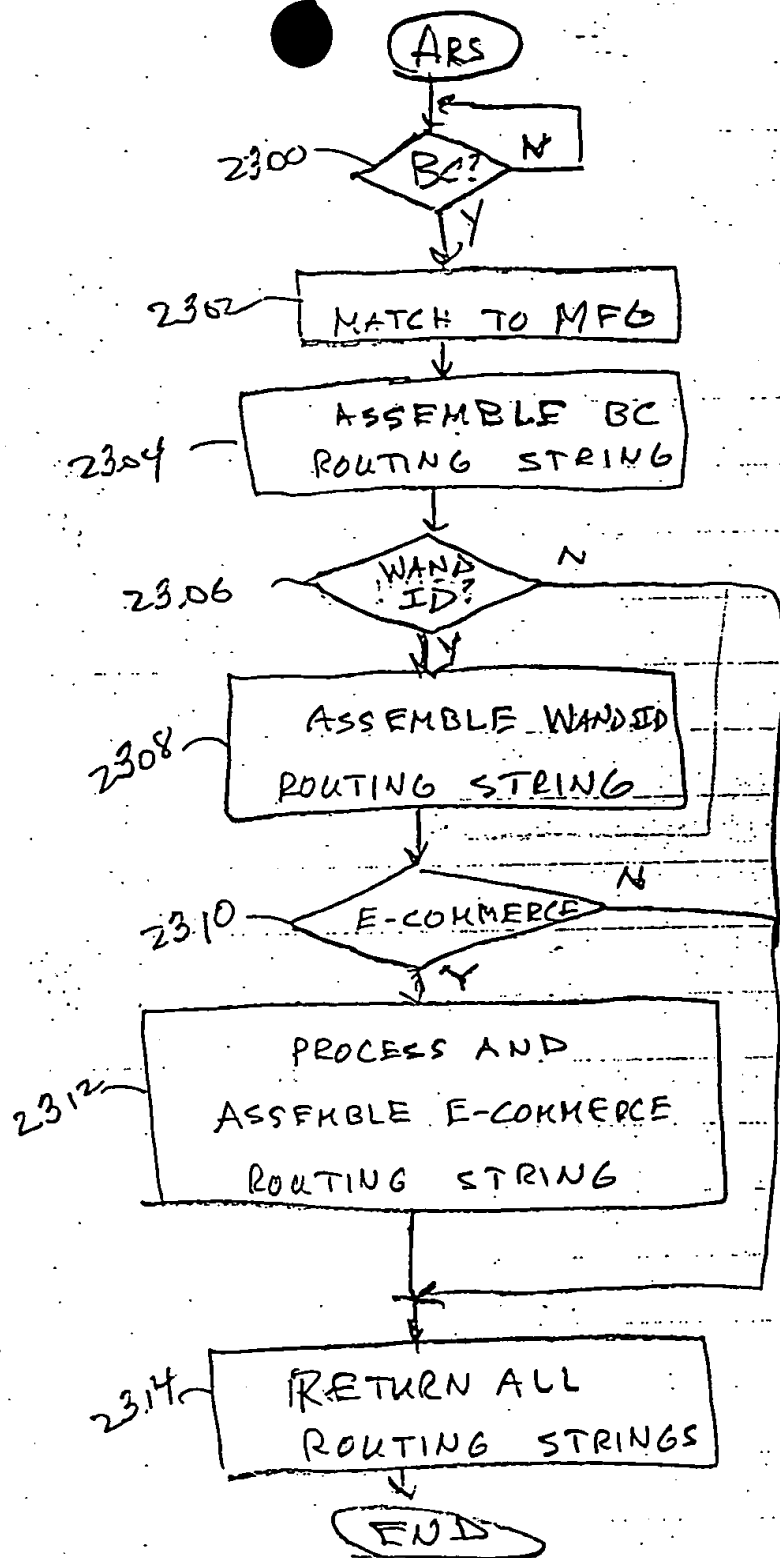 ARS
2300
BC?
N
Y
2302
MATCH TO MFG
2304
ASSEMBLE BC
ROUTING STRING
2306
WAND
ID?
N
Y
2308
ASSEMBLE WAND ID
ROUTING STRING
2310
E-COMMERCE
N
Y
2312
PROCESS AND
ASSEMBLE E-COMMERCE
ROUTING STRING
2314
RETURN ALL
ROUTING STRINGS
END